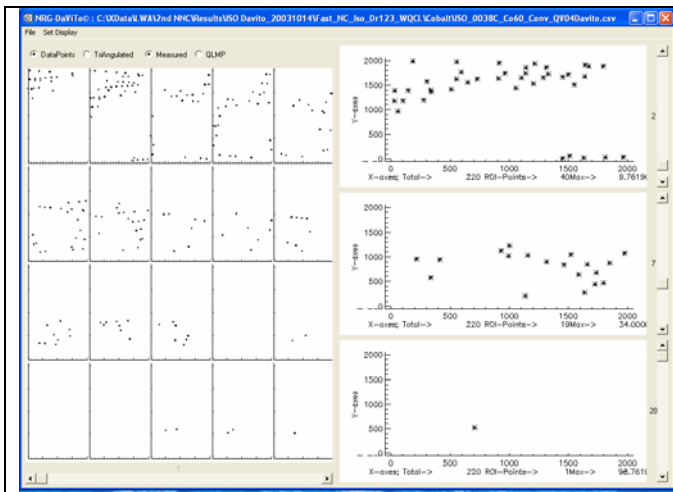 NRG-DaViTo© : C:\XData\LWA\2nd NNC\Results\ISO Davito_20031014\Fast_NC_Iso_Dr123_WQCL\Cobalt\ISO_0038C_Co60_Conv_QV04Davito.csv
File Set Display
DataPoints TriAngulated Measured QLMP
2000
1500
1000
500
0
Y-axes
0 500 1000 1500 2000
X-axes; Total-> 220 ROI-Points-> 40Max-> 9.7619
2
2000
1500
1000
500
0
Y-axes
0 500 1000 1500 2000
X-axes; Total-> 220 ROI-Points-> 19Max-> 34.000
7
2000
1500
1000
500
0
Y-axes
0 500 1000 1500 2000
X-axes; Total-> 220 ROI-Points-> 1Max-> 98.761
20
1